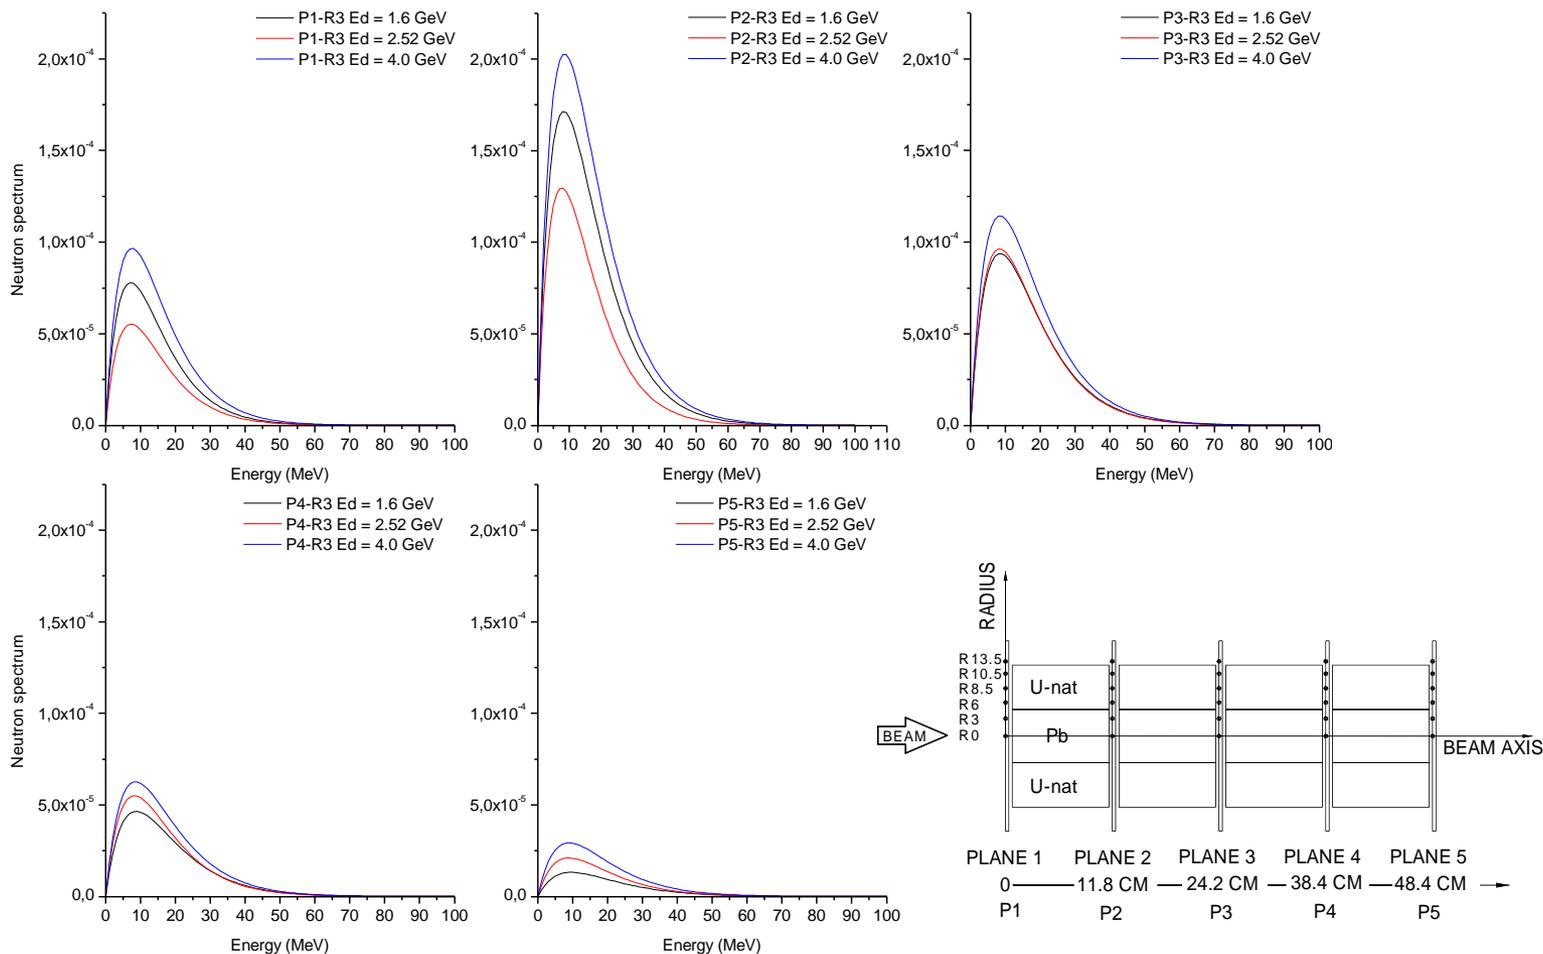 P1-R3 Ed = 1.6 GeV
P1-R3 Ed = 2.52 GeV
P1-R3 Ed = 4.0 GeV
2,0x10⁻⁴
1,5x10⁻⁴
1,0x10⁻⁴
5,0x10⁻⁵
0,0
Neutron spectrum
0 10 20 30 40 50 60 70 80 90 100
Energy (MeV)
P2-R3 Ed = 1.6 GeV
P2-R3 Ed = 2.52 GeV
P2-R3 Ed = 4.0 GeV
2,0x10⁻⁴
1,5x10⁻⁴
1,0x10⁻⁴
5,0x10⁻⁵
0,0
0 10 20 30 40 50 60 70 80 90 100 110
Energy (MeV)
P3-R3 Ed = 1.6 GeV
P3-R3 Ed = 2.52 GeV
P3-R3 Ed = 4.0 GeV
2,0x10⁻⁴
1,5x10⁻⁴
1,0x10⁻⁴
5,0x10⁻⁵
0,0
0 10 20 30 40 50 60 70 80 90 100
Energy (MeV)
P4-R3 Ed = 1.6 GeV
P4-R3 Ed = 2.52 GeV
P4-R3 Ed = 4.0 GeV
2,0x10⁻⁴
1,5x10⁻⁴
1,0x10⁻⁴
5,0x10⁻⁵
0,0
Neutron spectrum
0 10 20 30 40 50 60 70 80 90 100
Energy (MeV)
P5-R3 Ed = 1.6 GeV
P5-R3 Ed = 2.52 GeV
P5-R3 Ed = 4.0 GeV
2,0x10⁻⁴
1,5x10⁻⁴
1,0x10⁻⁴
5,0x10⁻⁵
0,0
0 10 20 30 40 50 60 70 80 90 100
Energy (MeV)
RADIUS
R13.5
R10.5
R8.5
R6
R3
R0
U-nat
Pb
U-nat
BEAM
BEAM AXIS
PLANE 1 PLANE 2 PLANE 3 PLANE 4 PLANE 5
0 11.8 CM 24.2 CM 38.4 CM 48.4 CM
P1 P2 P3 P4 P5